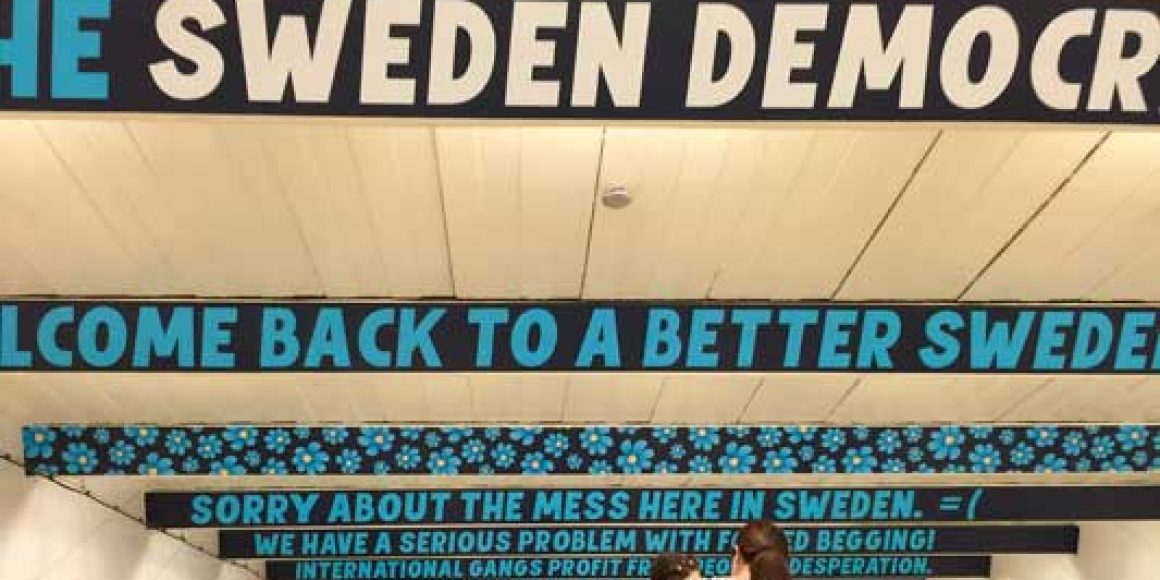 HE SWEDEN DEMOCR
LCOME BACK TO A BETTER SWEDE
SORRY ABOUT THE MESS HERE IN SWEDEN. =(
WE HAVE A SERIOUS PROBLEM WITH BEGGING!
INTERNATIONAL GANGS PROFIT DESPERATION.